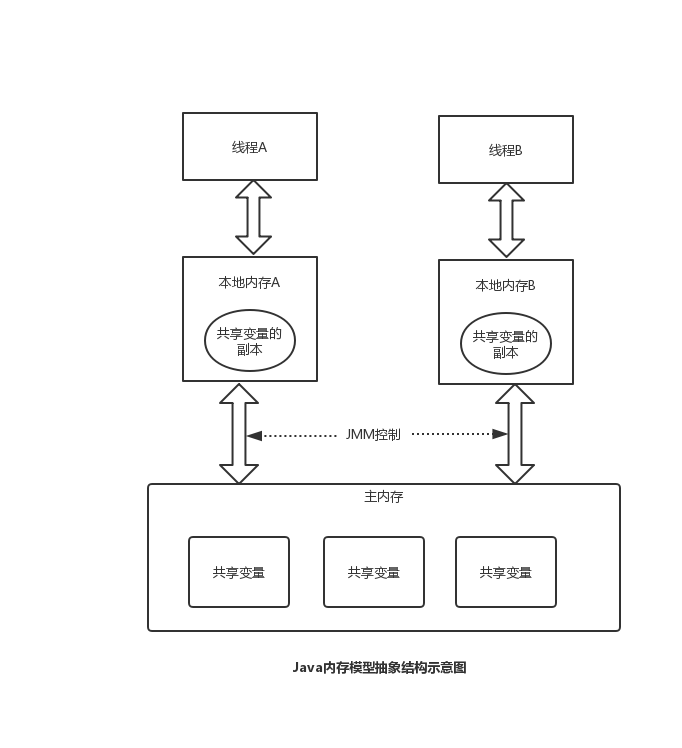 线程A
线程B
本地内存A
共享变量的
副本
本地内存B
共享变量的
副本
JMM控制
主内存
共享变量
共享变量
共享变量
Java内存模型抽象结构示意图